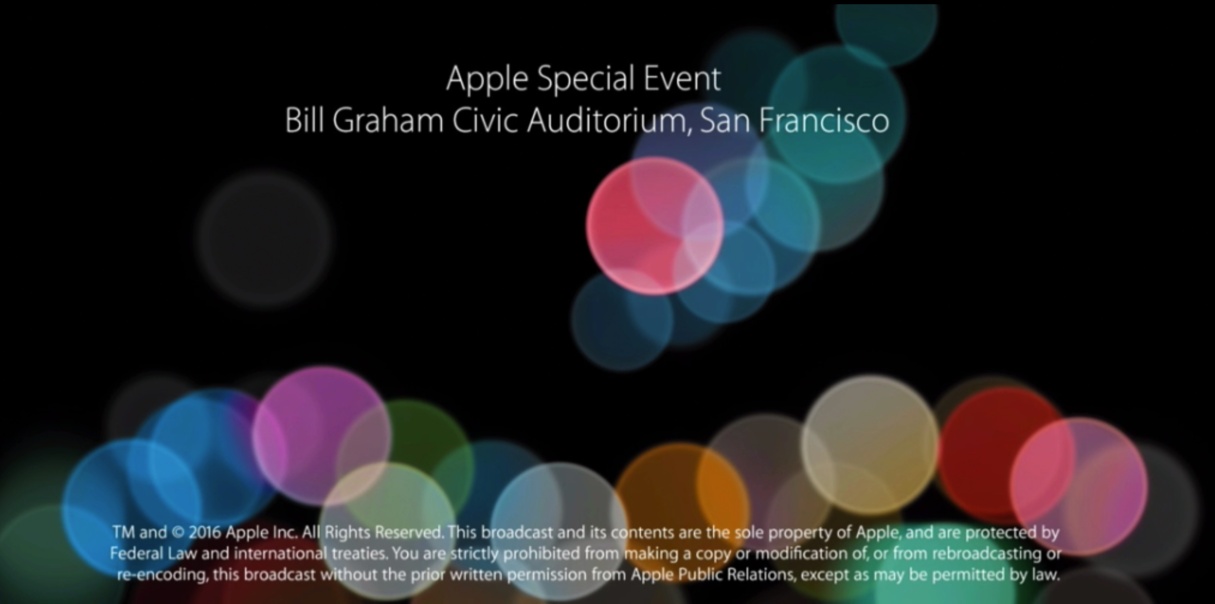 Apple Special Event
Bill Graham Civic Auditorium, San Francisco
TM and © 2016 Apple Inc. All Rights Reserved. This broadcast and its contents are the sole property of Apple, and are protected by
Federal Law and international treaties. You are strictly prohibited from making a copy or modification of, or from rebroadcasting or
re-encoding, this broadcast without the prior written permission from Apple Public Relations, except as may be permitted by law.